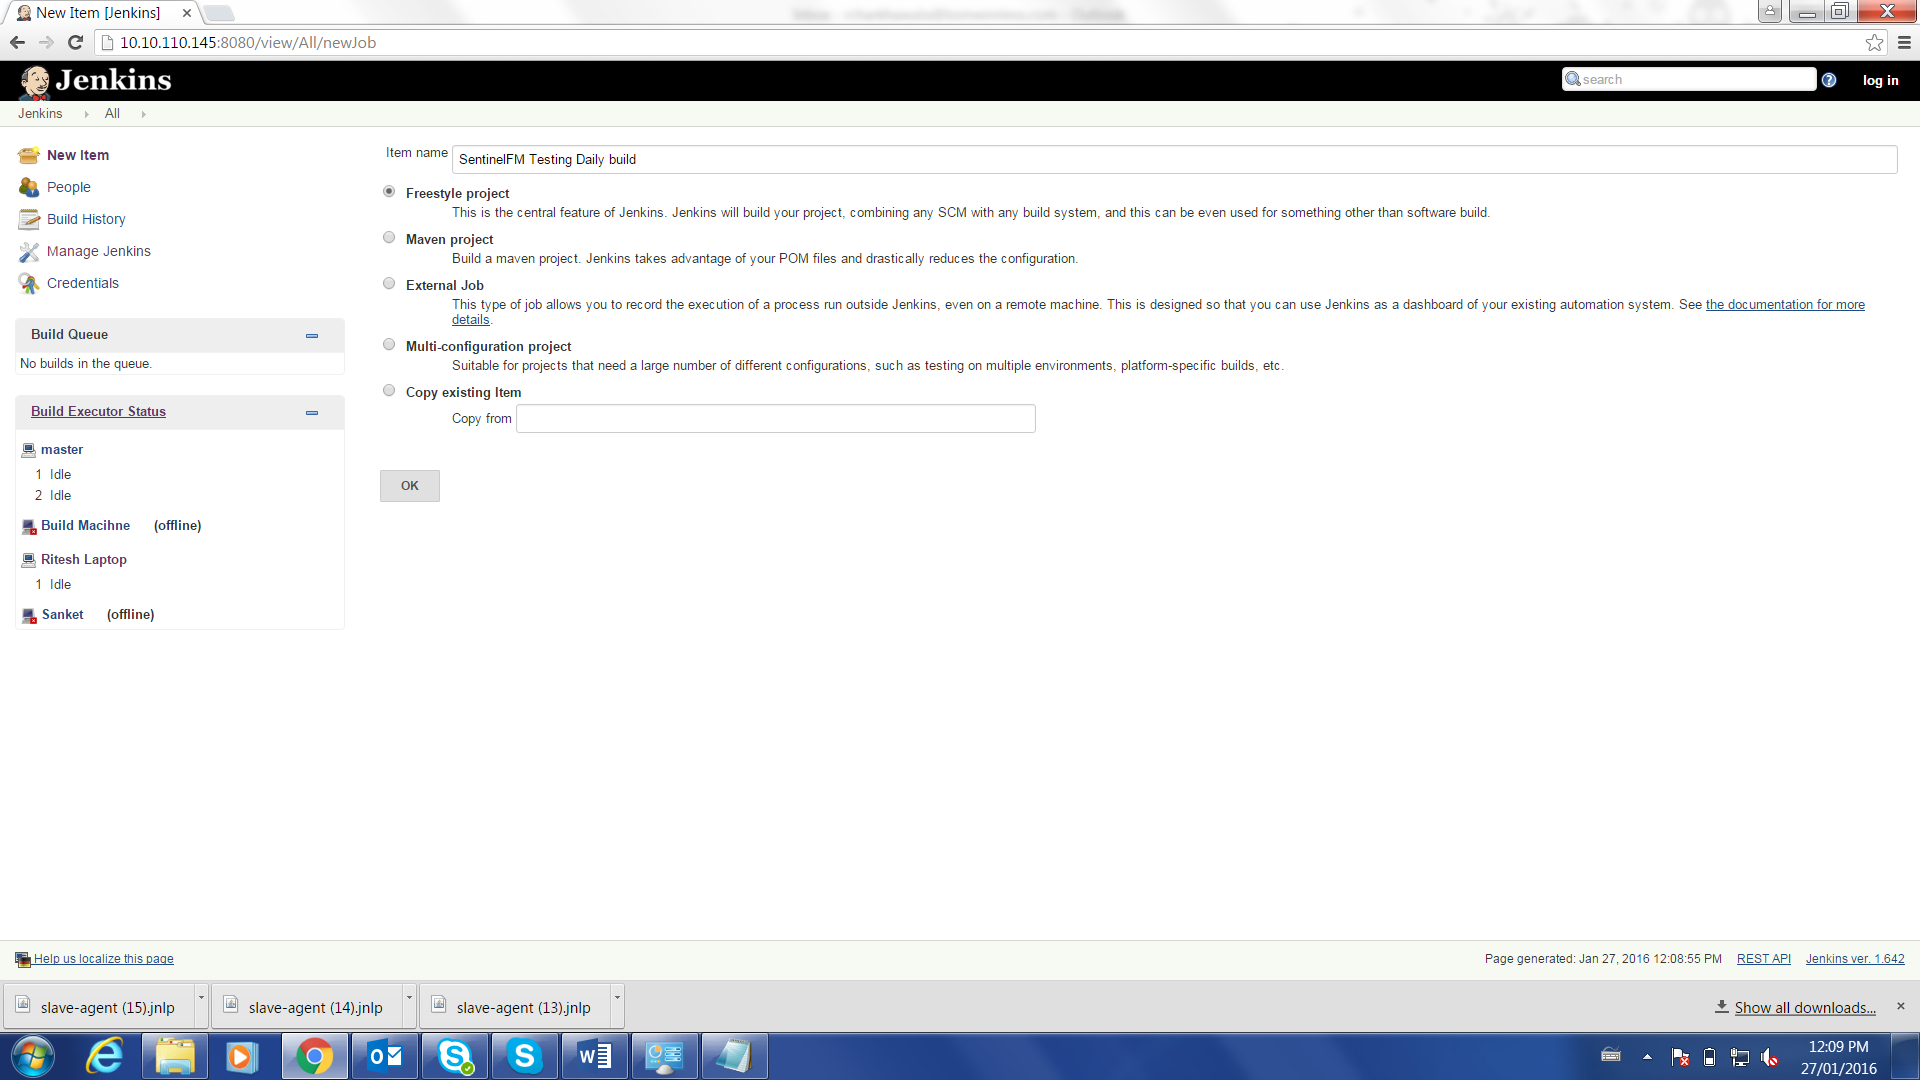 New Item [Jenkins]
10.10.110.145:8080/view/All/newJob
Jenkins
search
log in
Jenkins
All
New Item
People
Build History
Manage Jenkins
Credentials
Build Queue
No builds in the queue.
Build Executor Status
master
1 Idle
2 Idle
Build Macihne (offline)
Ritesh Laptop
1 Idle
Sanket (offline)
Item name SentinelFM Testing Daily build
Freestyle project
This is the central feature of Jenkins. Jenkins will build your project, combining any SCM with any build system, and this can be even used for something other than software build.
Maven project
Build a maven project. Jenkins takes advantage of your POM files and drastically reduces the configuration.
External Job
This type of job allows you to record the execution of a process run outside Jenkins, even on a remote machine. This is designed so that you can use Jenkins as a dashboard of your existing automation system. See the documentation for more
details.
Multi-configuration project
Suitable for projects that need a large number of different configurations, such as testing on multiple environments, platform-specific builds, etc.
Copy existing Item
Copy from
OK
Help us localize this page
Page generated: Jan 27, 2016 12:08:55 PM REST API Jenkins ver. 1.642
slave-agent (15).jnlp
slave-agent (14).jnlp
slave-agent (13).jnlp
Show all downloads...
12:09 PM
27/01/2016